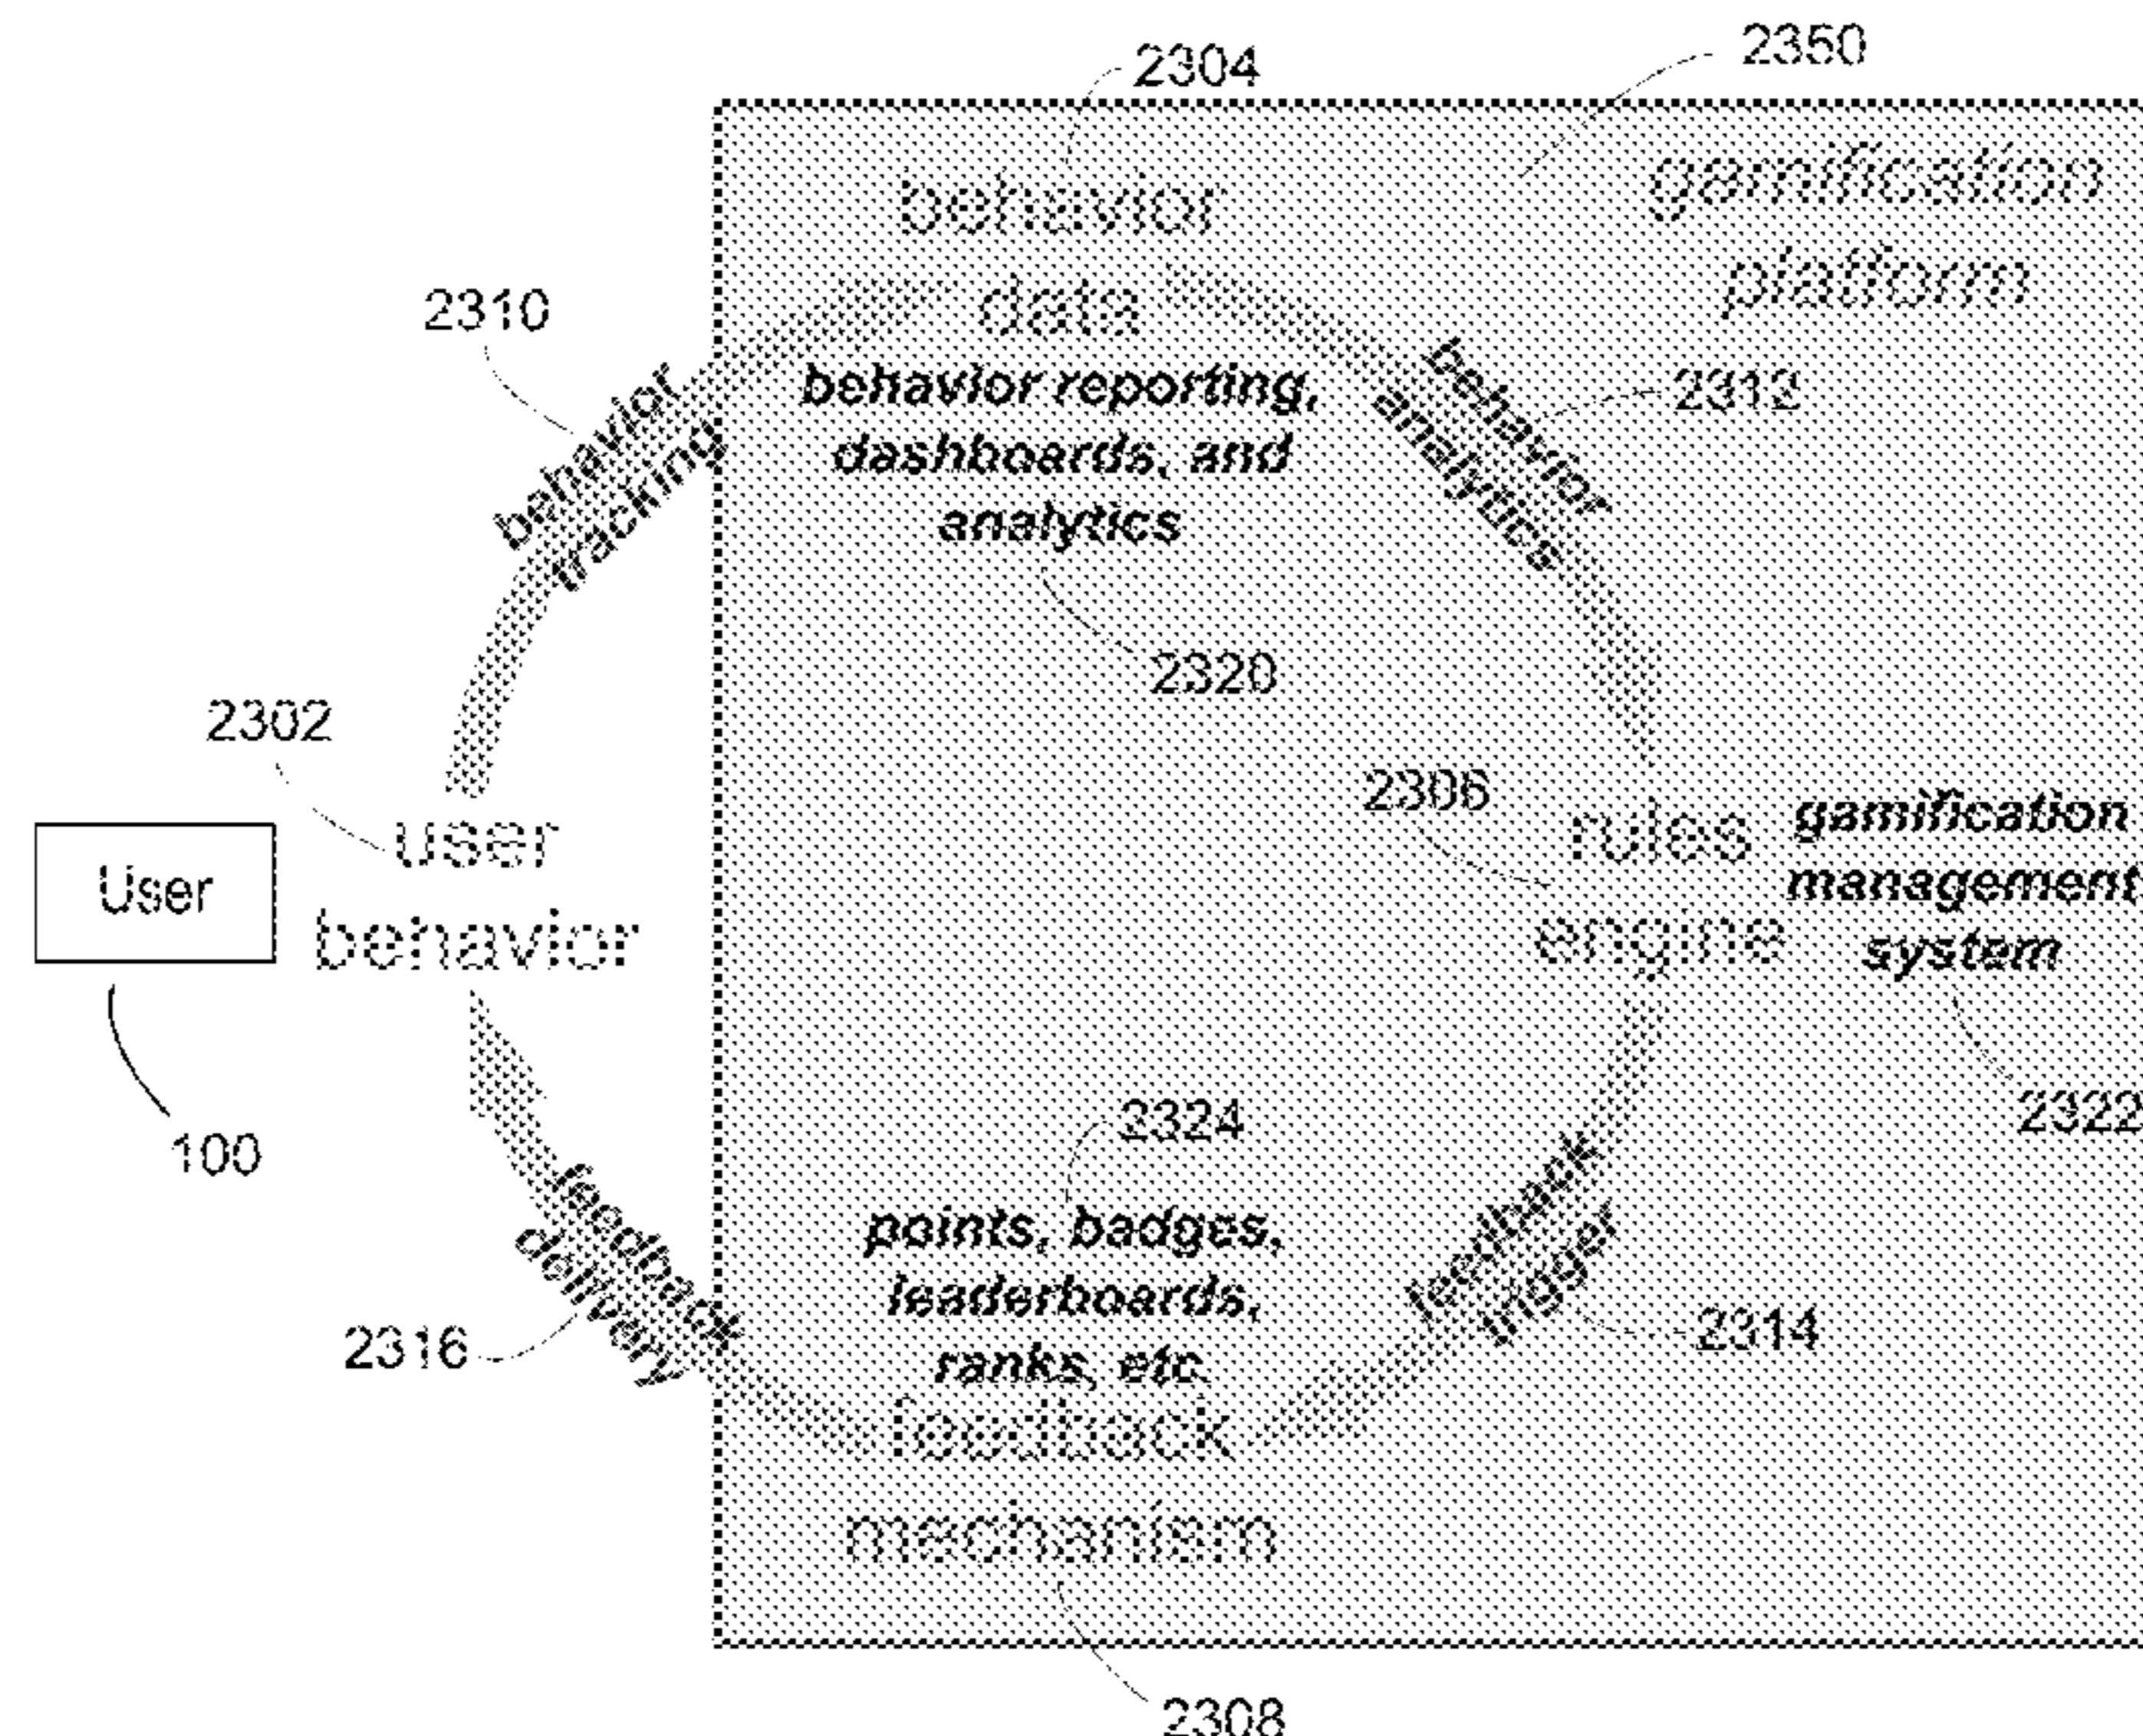 2304
2350
behavior
data
gamification
platform
2310
behavior
tracking
behavior reporting,
dashboards, and
analytics
behavior
analytics
2312
2320
2302
user
behavior
User
100
2306
rules
engine
gamification
management
system
2322
2324
points, badges,
leaderboards,
ranks, etc
feedback
mechanism
feedback
trigger
2314
feedback
delivery
2316
2308